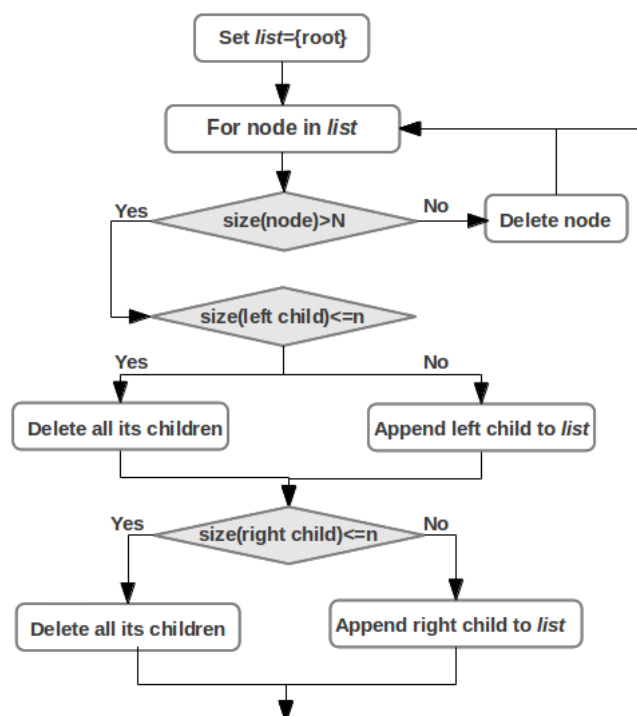 Set list={root}
For node in list
Yes
size(node)>N
No
Delete node
size(left child)<=n
Yes
No
Delete all its children
Append left child to list
Yes
size(right child)<=n
No
Delete all its children
Append right child to list